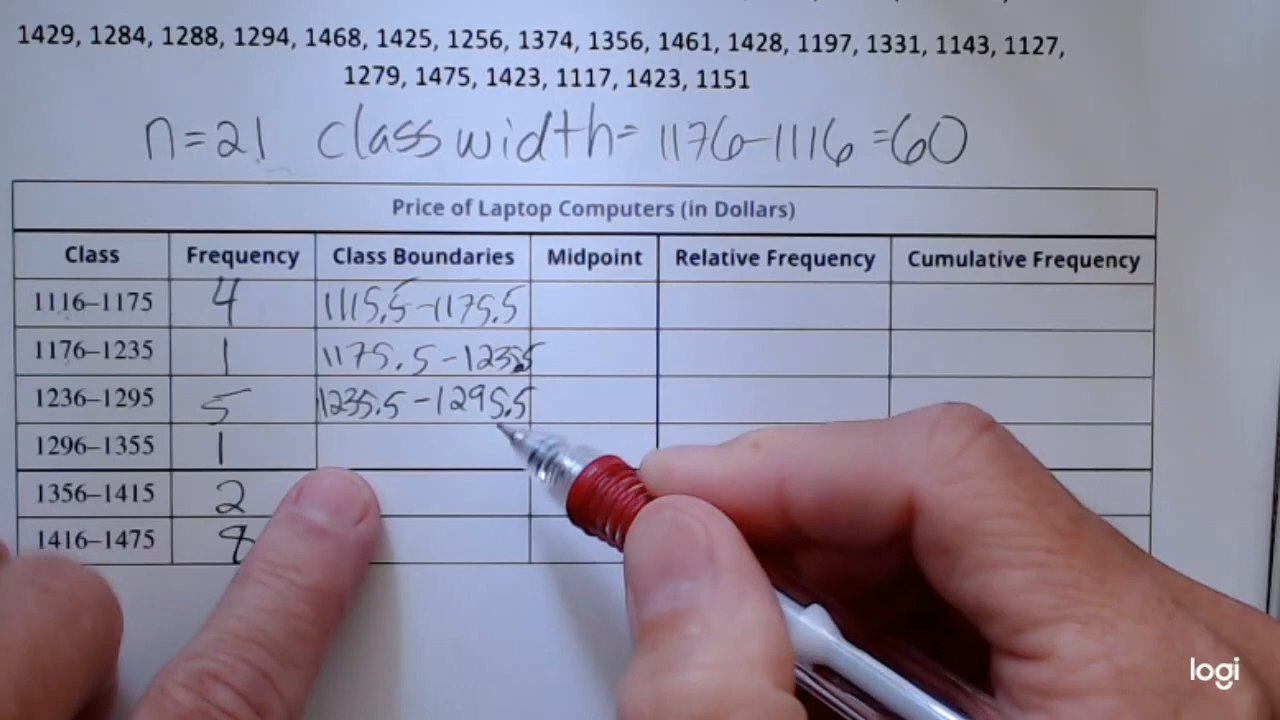 1429, 1284, 1288, 1294, 1468, 1425, 1256, 1374, 1356, 1461, 1428, 1197, 1331, 1143, 1127,
1279, 1475, 1423, 1117, 1423, 1151
n=21 class width= 1176-1116 =60
Price of Laptop Computers (in Dollars)
Class Frequency Class Boundaries Midpoint Relative Frequency Cumulative Frequency
1116–1175 4 1115.5-1175.5
1176–1235 1 1175.5-1235.5
1236–1295 5 1235.5-1295.5
1296–1355 1
1356–1415 2
1416–1475 8
logi